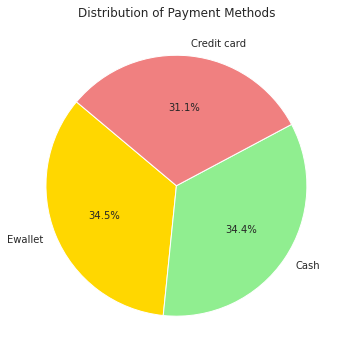 Distribution of Payment Methods
Credit card
31.1%
34.5%
34.4%
Ewallet
Cash